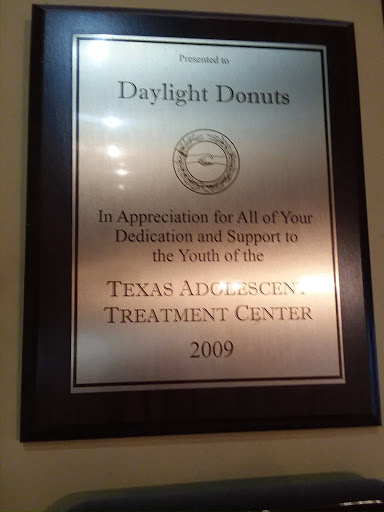 Presented to
Daylight Donuts
In Appreciation for All of Your
Dedication and Support to
the Youth of the
TEXAS ADOLESCENT
TREATMENT CENTER
2009